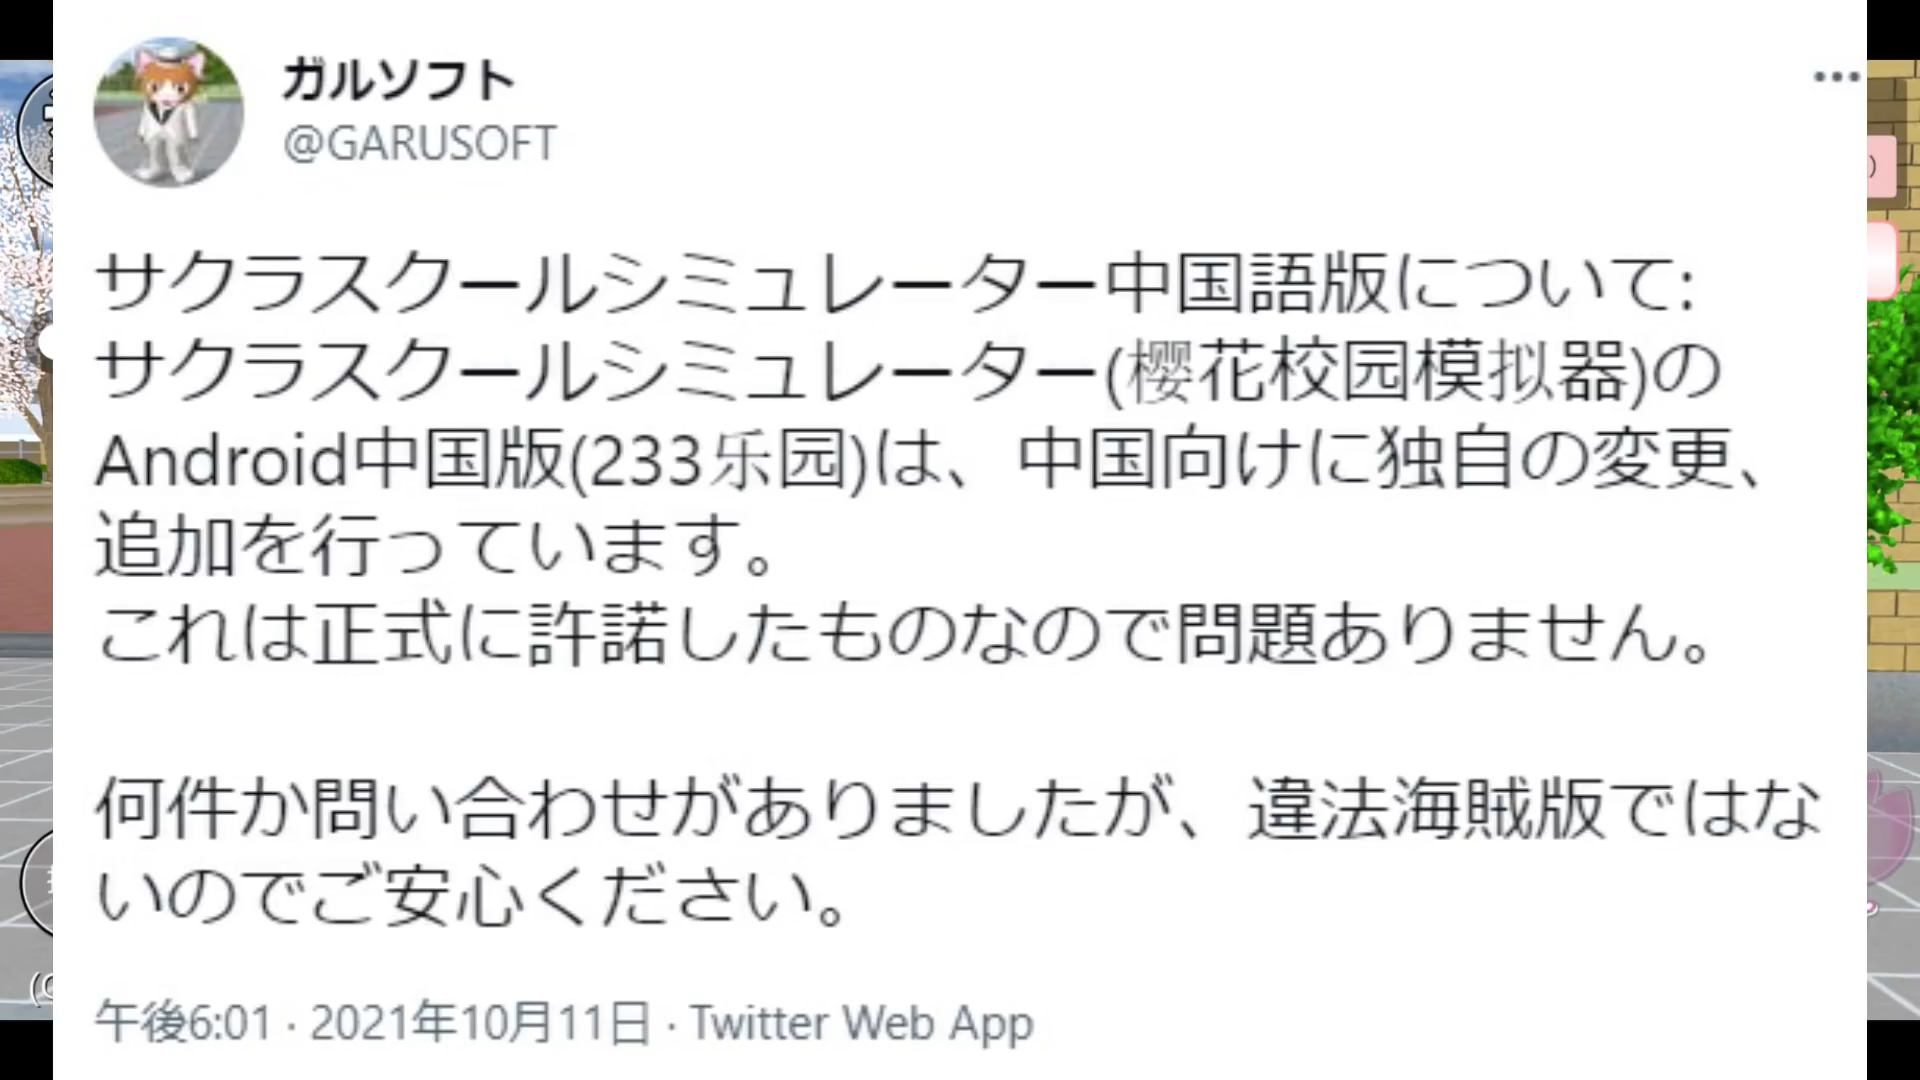 ガルソフト
@GARUSOFT
サクラスクールシミュレーター中国語版について:
サクラスクールシミュレーター(樱花校园模拟器)の
Android中国版(233乐园)は、中国向けに独自の変更、
追加を行っています。
これは正式に許諾したものなので問題ありません。
何件か問い合わせがありましたが、違法海賊版ではな
いのでご安心ください。
午後6:01 · 2021年10月11日 · Twitter Web App